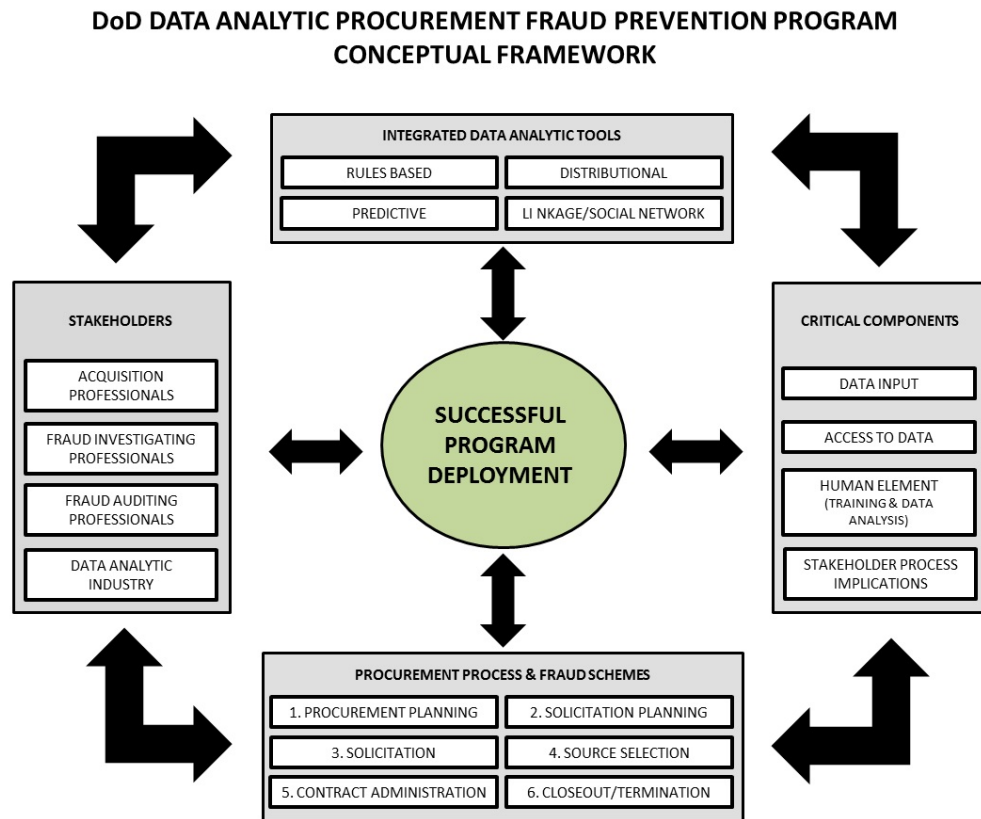 DoD DATA ANALYTIC PROCUREMENT FRAUD PREVENTION PROGRAM
CONCEPTUAL FRAMEWORK
INTEGRATED DATA ANALYTIC TOOLS
RULES BASED
DISTRIBUTIONAL
PREDICTIVE
LI NKAGE/SOCIAL NETWORK
STAKEHOLDERS
ACQUISITION
PROFESSIONALS
FRAUD INVESTIGATING
PROFESSIONALS
FRAUD AUDITING
PROFESSIONALS
DATA ANALYTIC
INDUSTRY
SUCCESSFUL
PROGRAM
DEPLOYMENT
CRITICAL COMPONENTS
DATA INPUT
ACCESS TO DATA
HUMAN ELEMENT
(TRAINING & DATA
ANALYSIS)
STAKEHOLDER PROCESS
IMPLICATIONS
PROCUREMENT PROCESS & FRAUD SCHEMES
1. PROCUREMENT PLANNING
2. SOLICITATION PLANNING
3. SOLICITATION
4. SOURCE SELECTION
5. CONTRACT ADMINISTRATION
6. CLOSEOUT/TERMINATION